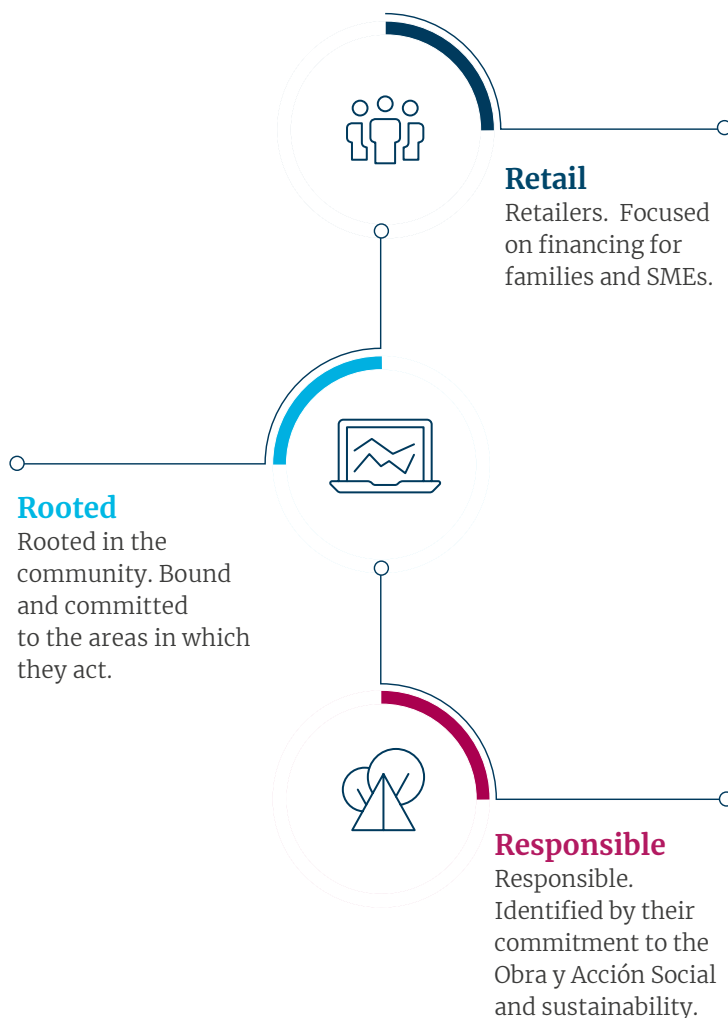 Retail
Retailers.  Focused
on financing for
families and SMEs.
Rooted
Rooted in the
community. Bound
and committed
to the areas in which
they act.
Responsible
Responsible.
Identified by their
commitment to the
Obra y Acción Social
and sustainability.